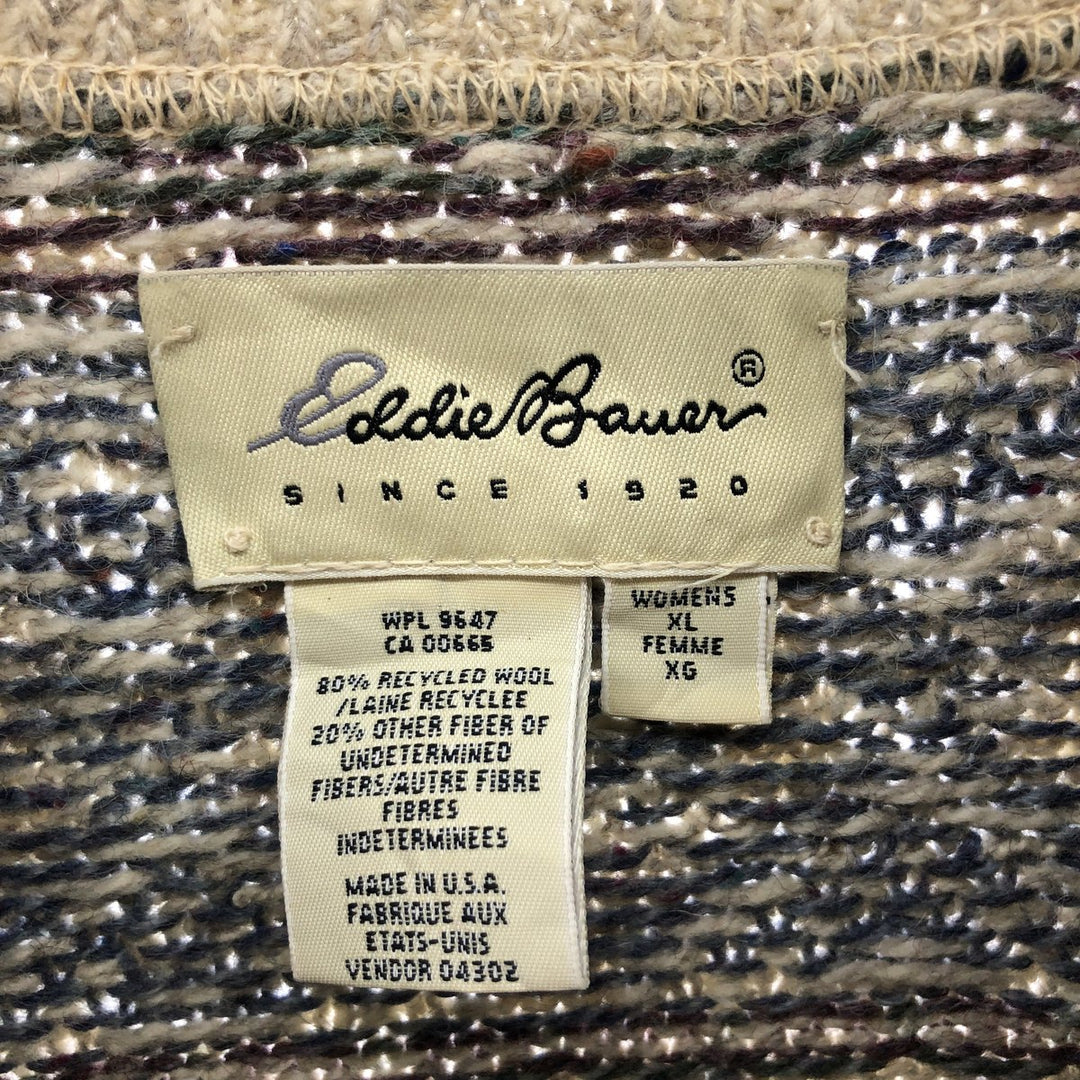 Eddie Bauer®
SINCE 1920
WPL 9647
CA 00665
80% RECYCLED WOOL
/LAINE RECYCLEE
20% OTHER FIBER OF
UNDETERMINED
FIBERS/AUTRE FIBRE
FIBRES
INDETERMINEES
MADE IN U.S.A.
FABRIQUE AUX
ETATS-UNIS
VENDOR 04302
WOMENS
XL
FEMME
XG